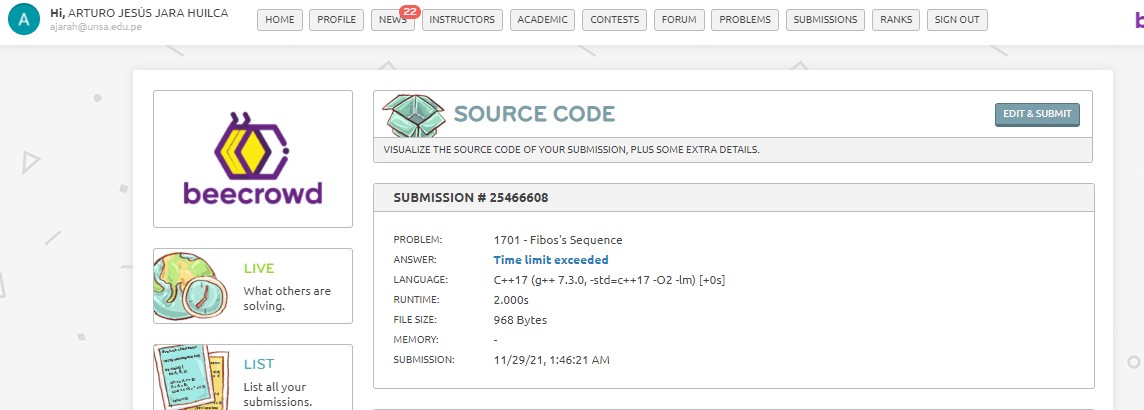 A
Hi, ARTURO JESÚS JARA HUILCA
ajarah@unsa.edu.pe
HOME PROFILE NEWS 22 INSTRUCTORS ACADEMIC CONTESTS FORUM PROBLEMS SUBMISSIONS RANKS SIGN OUT
b
beecrowd
SOURCE CODE
EDIT & SUBMIT
VISUALIZE THE SOURCE CODE OF YOUR SUBMISSION, PLUS SOME EXTRA DETAILS.
LIVE
What others are
solving.
LIST
List all your
submissions.
SUBMISSION # 25466608
PROBLEM: 1701 - Fibos's Sequence
ANSWER: Time limit exceeded
LANGUAGE: C++17 (g++ 7.3.0, -std=c++17 -O2 -lm) [+0s]
RUNTIME: 2.000s
FILE SIZE: 968 Bytes
MEMORY: -
SUBMISSION: 11/29/21, 1:46:21 AM